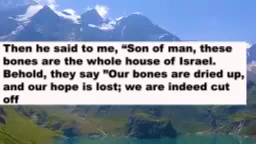 Then he said to me, “Son of man, these
bones are the whole house of Israel.
Behold, they say ”Our bones are dried up,
and our hope is lost; we are indeed cut
off